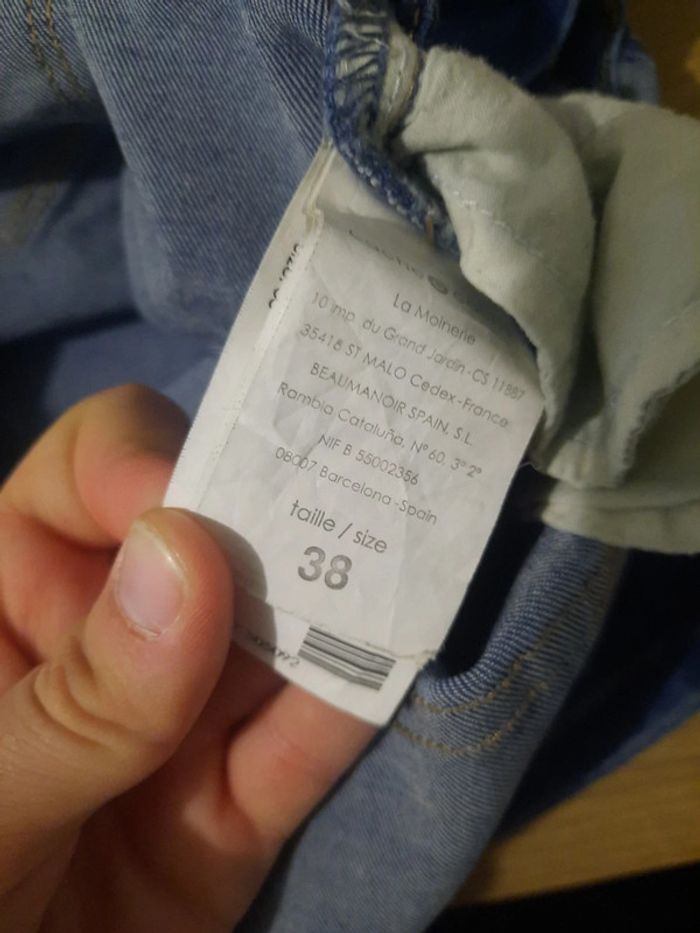 La Moinerie
10 imp. du Grand Jardin -CS 11887
35418 ST MALO Cedex -France
BEAUMANOIR SPAIN, S.L.
Rambla Cataluña, Nº 60, 3º 2º
NIF B 55002356
08007 Barcelona -Spain
taille / size
38